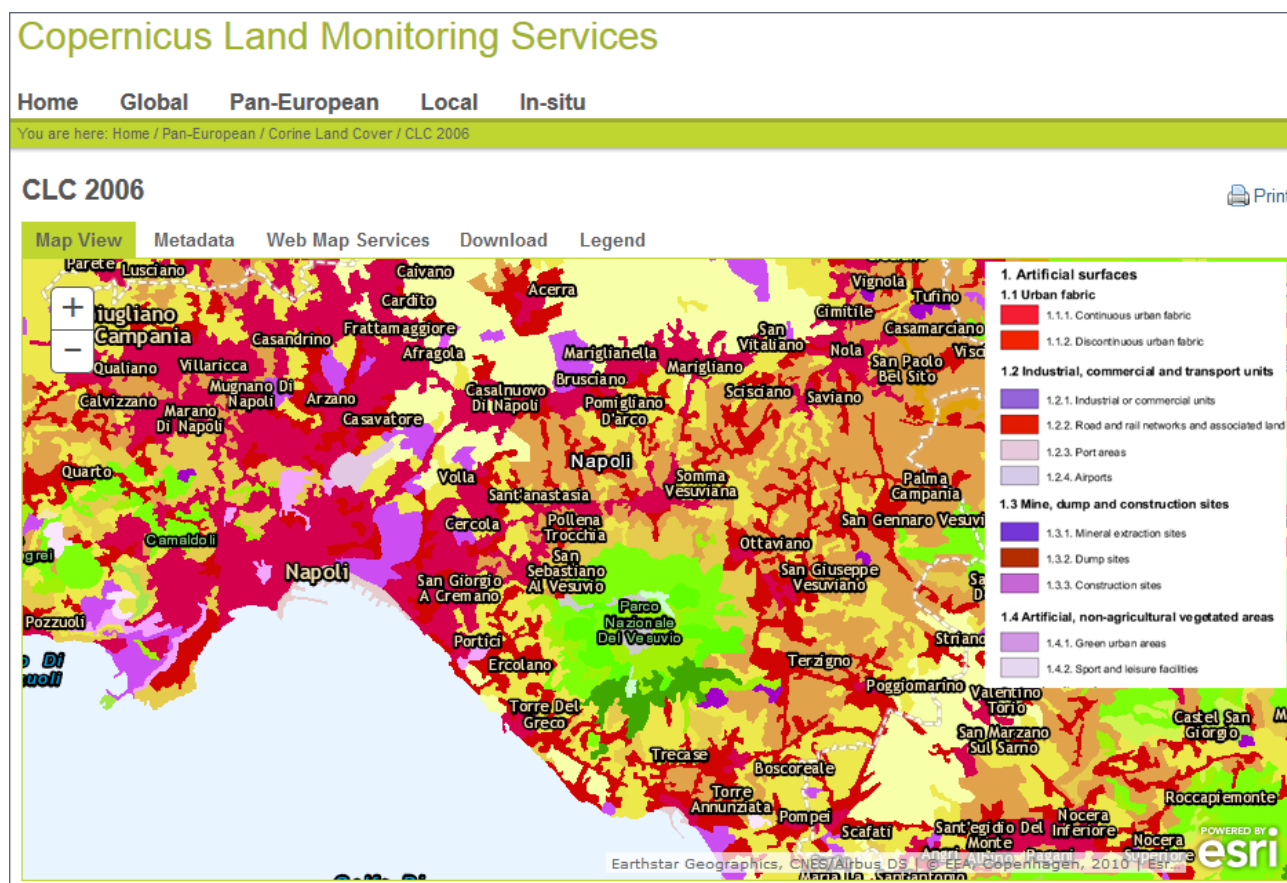 Copernicus Land Monitoring Services
Home Global Pan-European Local In-situ
You are here: Home / Pan-European / Corine Land Cover / CLC 2006
CLC 2006
Print
Map View Metadata Web Map Services Download Legend
+
−
Parete
Lusciano
Caivano
Acerra
Cardito
Vignola
Tufino
Cimitile
iugliano
Campania
Casandrino
Frattamaggiore
Afragola
Mariglianella
San
Vitaliano
Casamarciano
Nola
San Paolo
Bel Sito
Visci
Qualiano
Villaricca
Mugnano Di
Napoli
Arzano
Casalnuovo
Di Napoli
Brusciano
Marigliano
Scisciano
Saviano
Calvizzano
Marano
Di Napoli
Casavatore
Pomigliano
D'arco
Quarto
Volla
Napoli
Somma
Vesuviana
Palma
Campania
Sant'anastasia
Camaldoli
grei
Cercola
Pollena
Trocchia
San Gennaro Vesuvi
Ottaviano
Napoli
San Giorgio
A Cremano
San
Sebastiano
Al Vesuvio
San Giuseppe
Vesuviano
Parco
Nazionale
Del Vesuvio
Pozzuoli
Portici
Striano
o Di
uoli
Ercolano
Terzigno
Poggiomarino
Valentino
Torio
Torre Del
Greco
Castel San
Giorgio
San Marzano
Sul Sarno
Trecase
Boscoreale
Torre
Annunziata
Pompei
Scafati
Roccapiemonte
Sant'egidio Del
Monte
Nocera
Inferiore
Nocera
Superiore
Angri
Pagani
1. Artificial surfaces
1.1 Urban fabric
1.1.1. Continuous urban fabric
1.1.2. Discontinuous urban fabric
1.2 Industrial, commercial and transport units
1.2.1. Industrial or commercial units
1.2.2. Road and rail networks and associated land
1.2.3. Port areas
1.2.4. Airports
1.3 Mine, dump and construction sites
1.3.1. Mineral extraction sites
1.3.2. Dump sites
1.3.3. Construction sites
1.4 Artificial, non-agricultural vegetated areas
1.4.1. Green urban areas
1.4.2. Sport and leisure facilities
POWERED BY
esri
Earthstar Geographics, CNES/Airbus DS | © EEA, Copenhagen, 2010 | Esr...